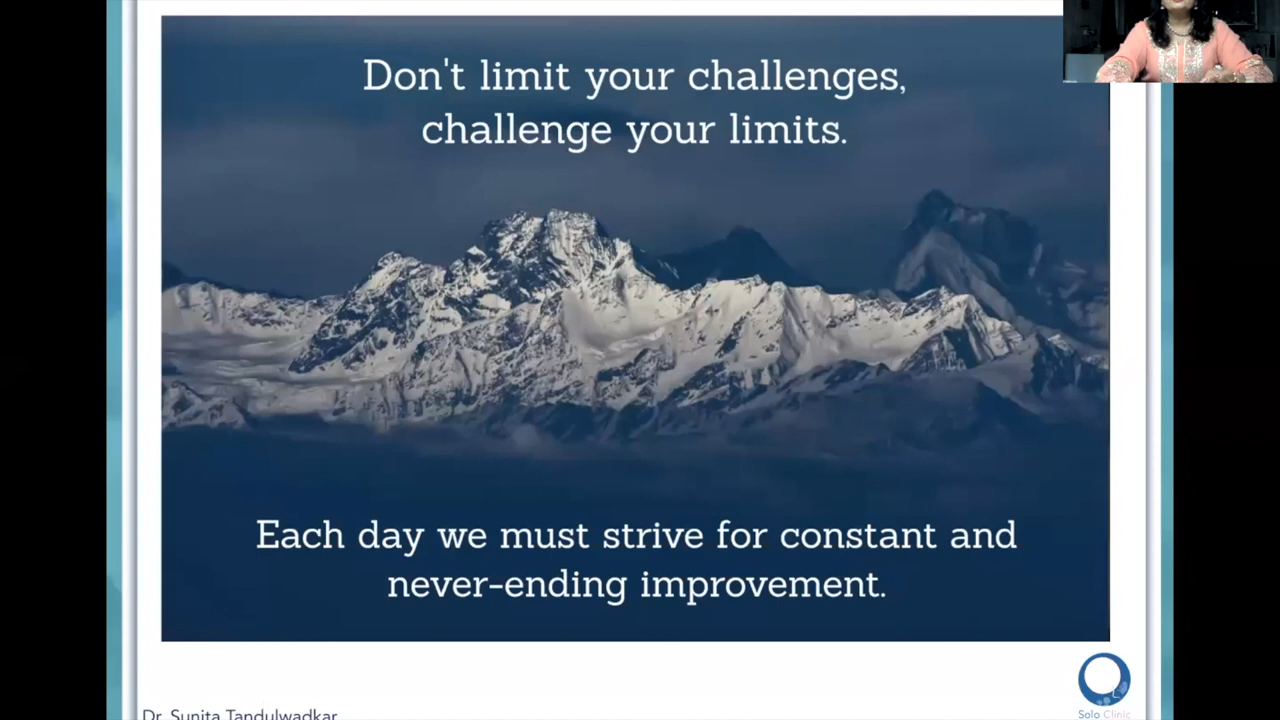 Don't limit your challenges,
challenge your limits.
Each day we must strive for constant and
never-ending improvement.
Solo Clinic
Dr. Sunita Tandulwadkar